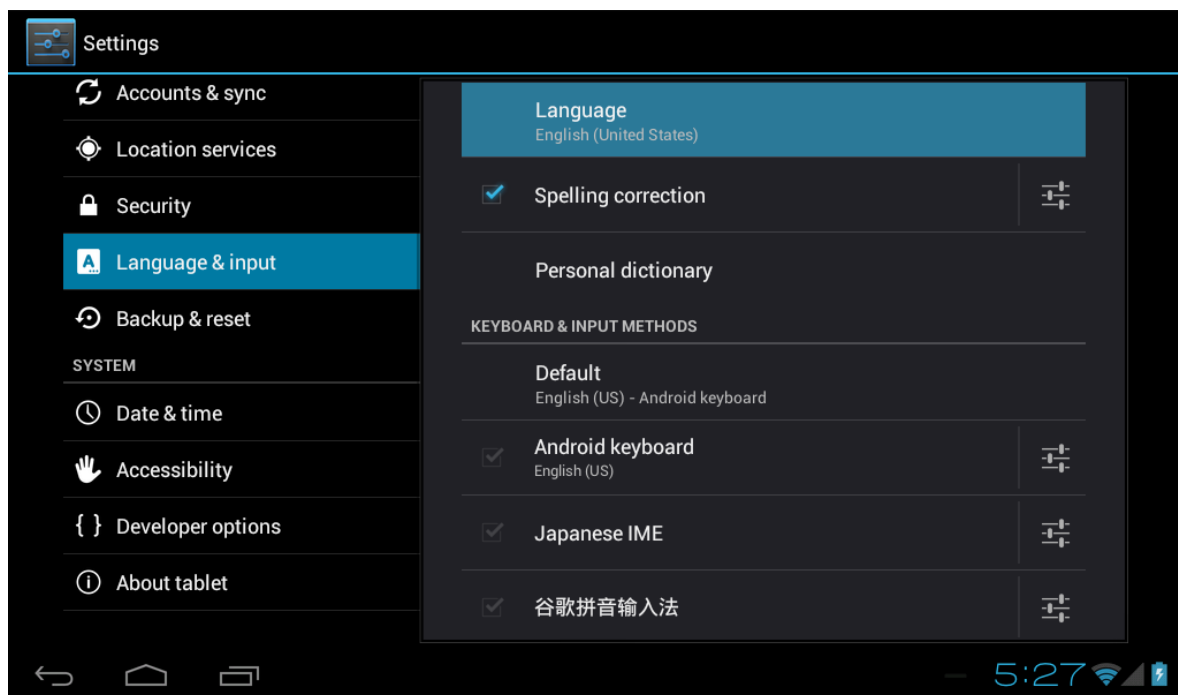 Settings
Accounts & sync
Location services
Security
Language & input
Backup & reset
SYSTEM
Date & time
Accessibility
{ } Developer options
About tablet
Language
English (United States)
Spelling correction
Personal dictionary
KEYBOARD & INPUT METHODS
Default
English (US) - Android keyboard
Android keyboard
English (US)
Japanese IME
谷歌拼音输入法
5:27